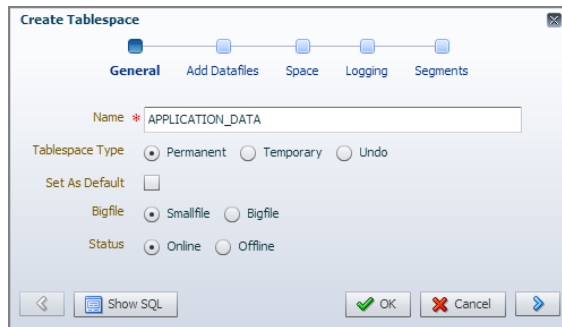 Create Tablespace
General Add Datafiles Space Logging Segments
Name * APPLICATION_DATA
Tablespace Type Permanent Temporary Undo
Set As Default
Bigfile Smallfile Bigfile
Status Online Offline
Show SQL OK Cancel